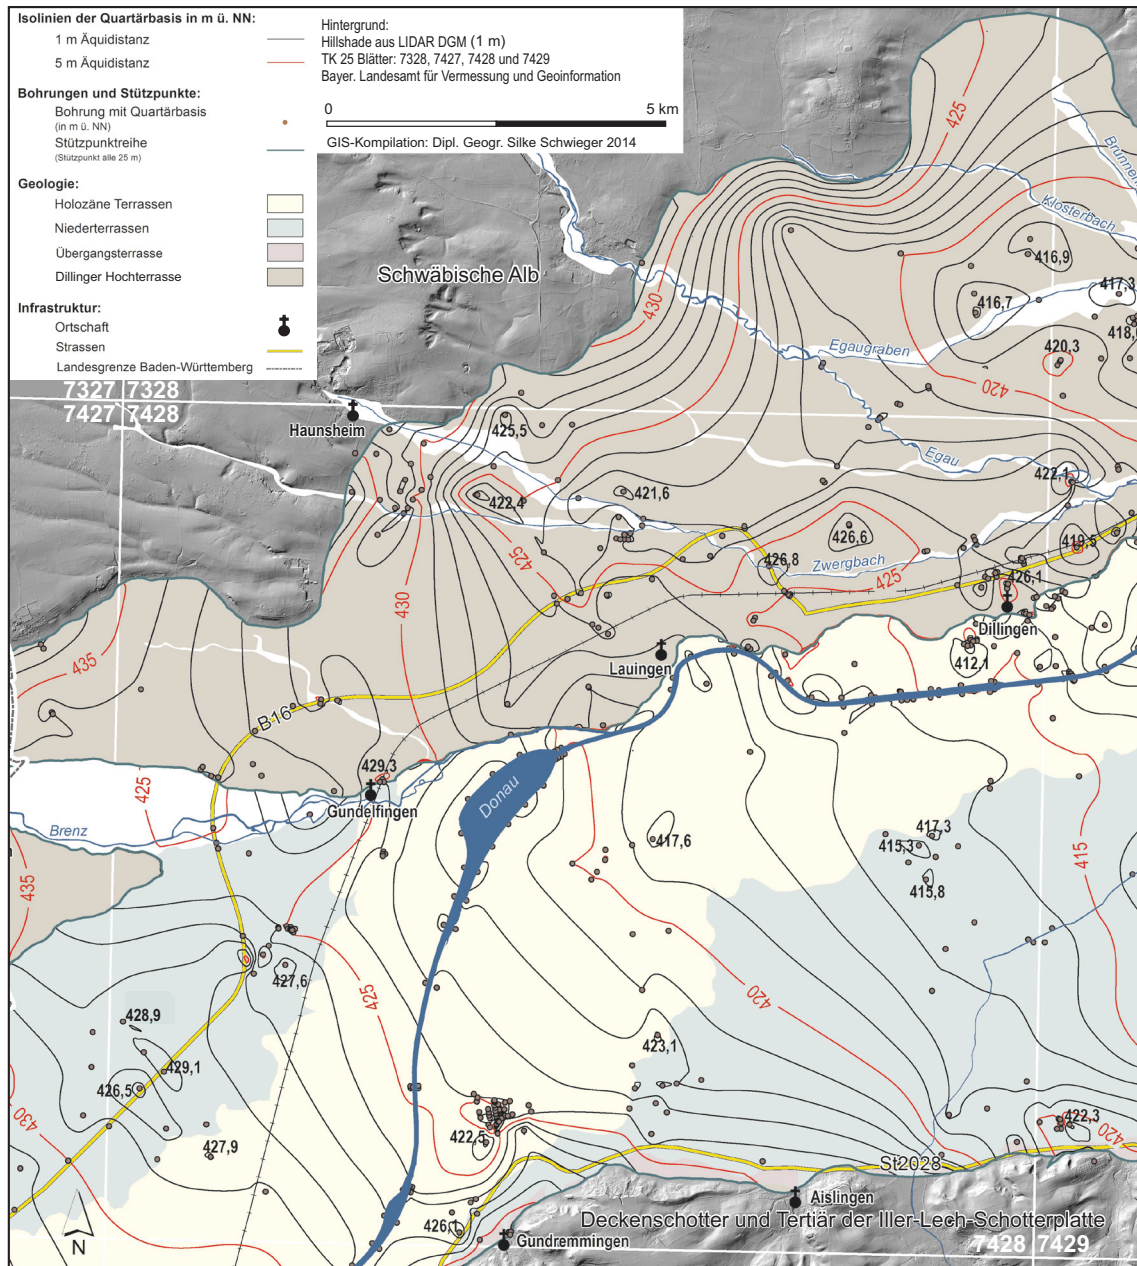 Isolinien der Quartärbasis in m ü. NN:
1 m Äquidistanz
5 m Äquidistanz
Bohrungen und Stützpunkte:
Bohrung mit Quartärbasis
(in m ü. NN)
Stützpunktreihe
(Stützpunkt alle 25 m)
Geologie:
Holozäne Terrassen
Niederterrassen
Übergangsterrasse
Dillinger Hochterrasse
Infrastruktur:
Ortschaft
Strassen
Landesgrenze Baden-Württemberg
Hintergrund:
Hillshade aus LIDAR DGM (1 m)
TK 25 Blätter: 7328, 7427, 7428 und 7429
Bayer. Landesamt für Vermessung und Geoinformation
0 5 km
GIS-Kompilation: Dipl. Geogr. Silke Schwieger 2014
425
Klosterbach
416,9
Schwäbische Alb
417,3
430
416,7
Egaugraben
420,3
420
7327 7328
7427 7428
Haunsheim
425,5
Egau
422,1
422,4
421,6
426,6
419,5
425
426,8
Zwergbach
425
426,1
430
Dillingen
435
Lauingen
412,1
B16
429,3
425
Donau
Gundelfingen
Brenz
417,6
417,3
415,3
415
435
415,8
427,6
425
420
428,9
423,1
429,1
426,5
430
422,3
420
427,9
422,5
St2028
Aislingen
426,1
Deckenschotter und Tertiär der Iller-Lech-Schotterplatte
Gundremmingen
7428 7429
N